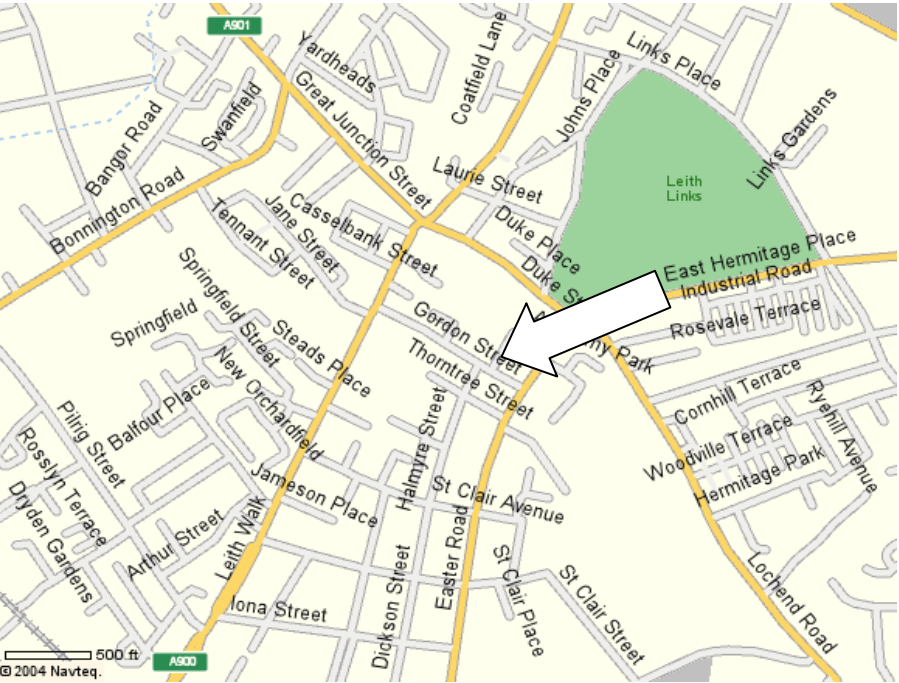 A901
Yardheads
Coatfield Lane
Links Place
Great Junction Street
Johns Place
Swanfield
Bangor Road
Links Gardens
Laurie Street
Leith
Links
Bonnington Road
Tennant Street
Jane Street
Casselbank Street
Duke Place
East Hermitage Place
Industrial Road
Duke St
Springfield Street
Springfield
Gordon Street
ny Park
Rosevale Terrace
Steads Place
Thorntree Street
New Orchardfield
Balfour Place
Cornhill Terrace
Ryehill Avenue
Pilrig Street
Rosslyn Terrace
Halmyre Street
Woodville Terrace
Hermitage Park
Jameson Place
St Clair Avenue
Dryden Gardens
Arthur Street
Leith Walk
Easter Road
Dickson Street
St Clair Place
St Clair Street
Lochend Road
Iona Street
500 ft
A900
© 2004 Navteq.